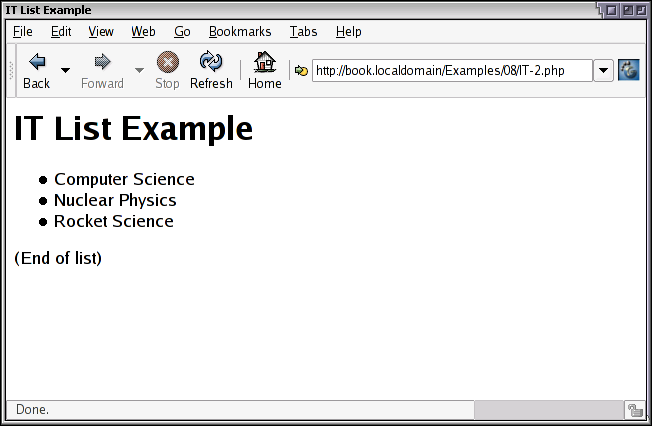 IT List Example
File Edit View Web Go Bookmarks Tabs Help
Back Forward Stop Refresh Home http://book.localdomain/Examples/08/IT-2.php
IT List Example
Computer Science
Nuclear Physics
Rocket Science
(End of list)
Done.